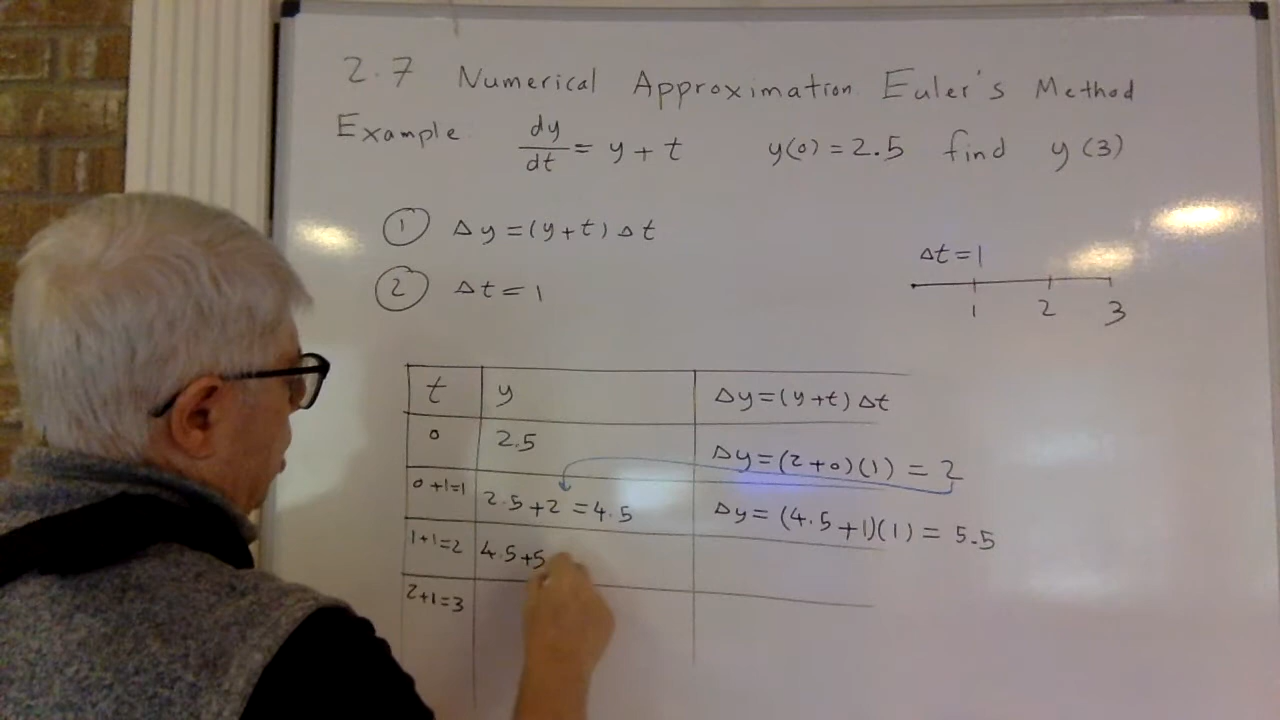 2.7 Numerical Approximation Euler's Method
Example dy/dt = y + t y(0) = 2.5 find y(3)
① Δy = (y + t) Δt
Δt = 1
② Δt = 1
1 2 3
t y Δy = (y + t) Δt
0 2.5 Δy = (2 + 0)(1) = 2
0 + 1 = 1 2.5 + 2 = 4.5 Δy = (4.5 + 1)(1) = 5.5
1 + 1 = 2 4.5 + 5
2 + 1 = 3